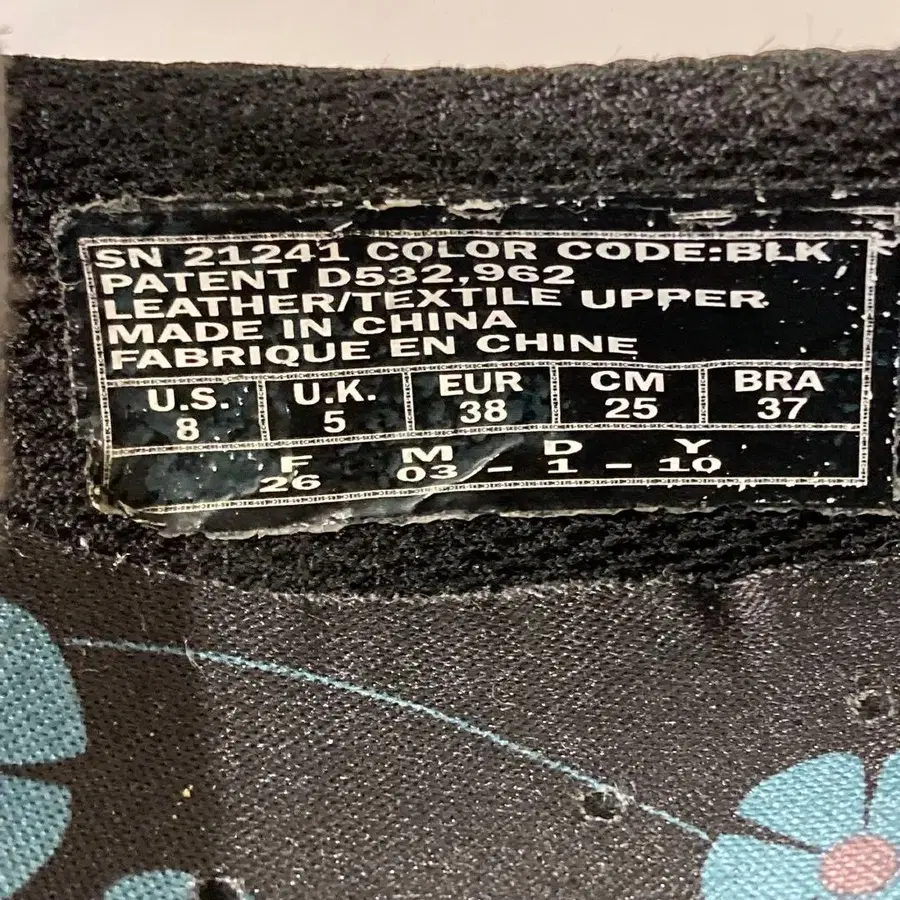 SN 21241 COLOR CODE:BLK
PATENT D532,962
LEATHER/TEXTILE UPPER
MADE IN CHINA
FABRIQUE EN CHINE
U.S. U.K. EUR CM BRA
8 5 38 25 37
F M D Y
26 03 - 1 - 10